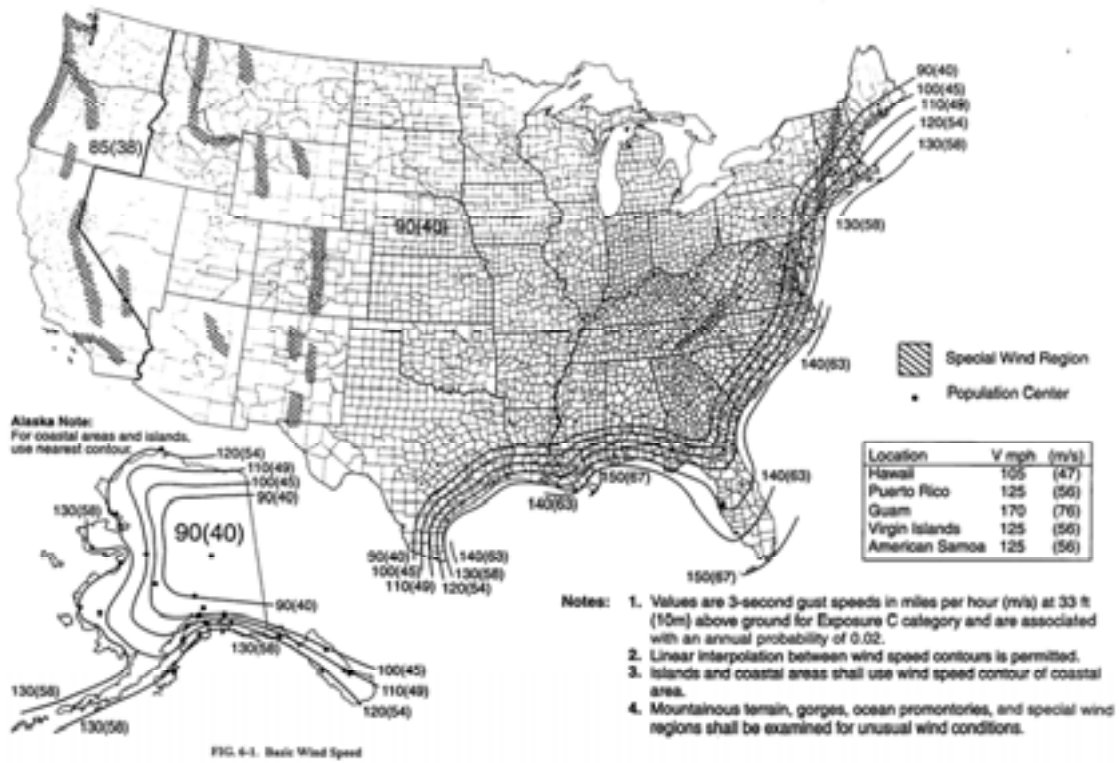 90(40)
100(45)
110(49)
120(54)
130(58)
85(38)
90(40)
130(58)
140(63)
Special Wind Region
Population Center
Alaska Note:
For coastal areas and islands,
use nearest contour.
120(54)
110(49)
100(45)
90(40)
130(58)
90(40)
150(67)
140(63)
140(63)
Location V mph (m/s)
Hawaii 105 (47)
Puerto Rico 125 (56)
Guam 170 (76)
Virgin Islands 125 (56)
American Samoa 125 (56)
90(40)
100(45)
110(49)
120(54)
130(58)
140(63)
150(67)
90(40)
130(58)
100(45)
110(49)
120(54)
130(58)
130(58)
Notes: 1. Values are 3-second gust speeds in miles per hour (m/s) at 33 ft
(10m) above ground for Exposure C category and are associated
with an annual probability of 0.02.
2. Linear interpolation between wind speed contours is permitted.
3. Islands and coastal areas shall use wind speed contour of coastal
area.
4. Mountainous terrain, gorges, ocean promontories, and special wind
regions shall be examined for unusual wind conditions.
FIG. 6-1. Basic Wind Speed